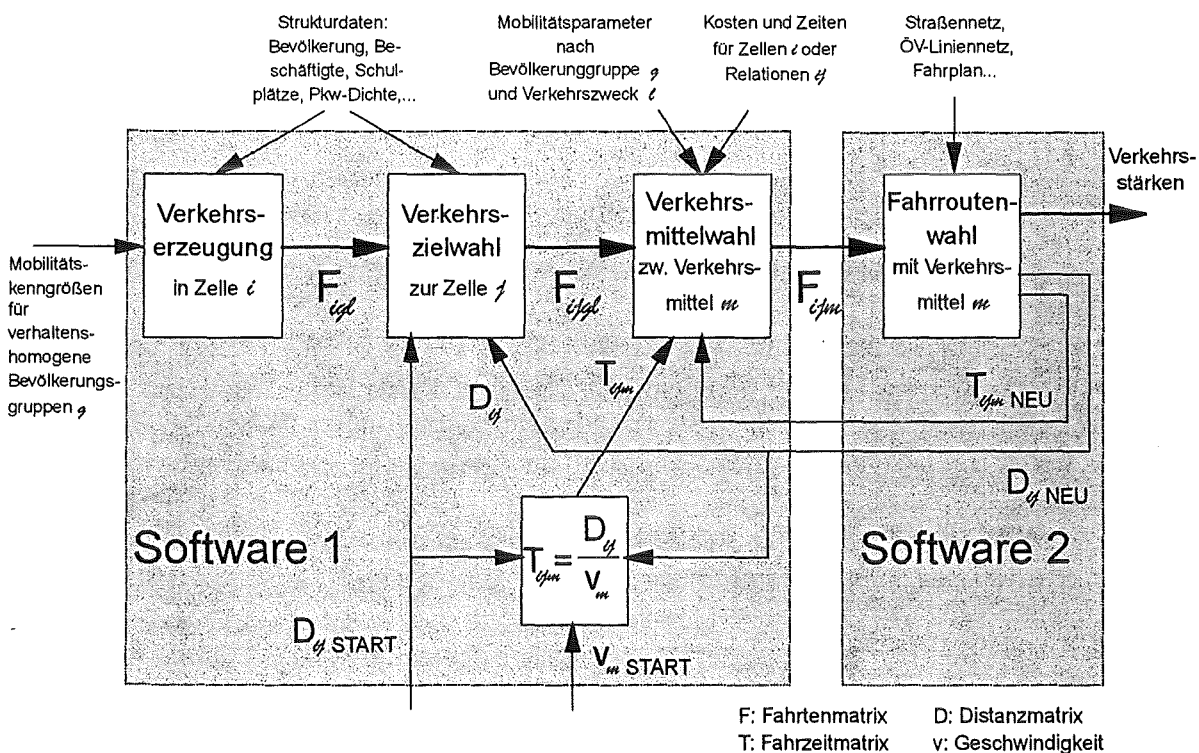 Strukturdaten:
Bevölkerung, Be-
schäftigte, Schul-
plätze, Pkw-Dichte,...
Mobilitätsparameter
nach
Bevölkerunggruppe g
und Verkehrszweck l
Kosten und Zeiten
für Zellen i oder
Relationen ij
Straßennetz,
ÖV-Liniennetz,
Fahrplan...
Mobilitäts-
kenngrößen
für
verhaltens-
homogene
Bevölkerungs-
gruppen g
Verkehrs-
erzeugung
in Zelle i
F igl
Verkehrs-
zielwahl
zur Zelle j
F ijgl
Verkehrs-
mittelwahl
zw. Verkehrs-
mittel m
F ijm
Fahrrouten-
wahl
mit Verkehrs-
mittel m
Verkehrs-
stärken
D ij
T ijm
T ijm NEU
D ij NEU
Software 1
T ijm = D ij / v m
Software 2
D ij START
v m START
F: Fahrtenmatrix D: Distanzmatrix
T: Fahrzeitmatrix v: Geschwindigkeit